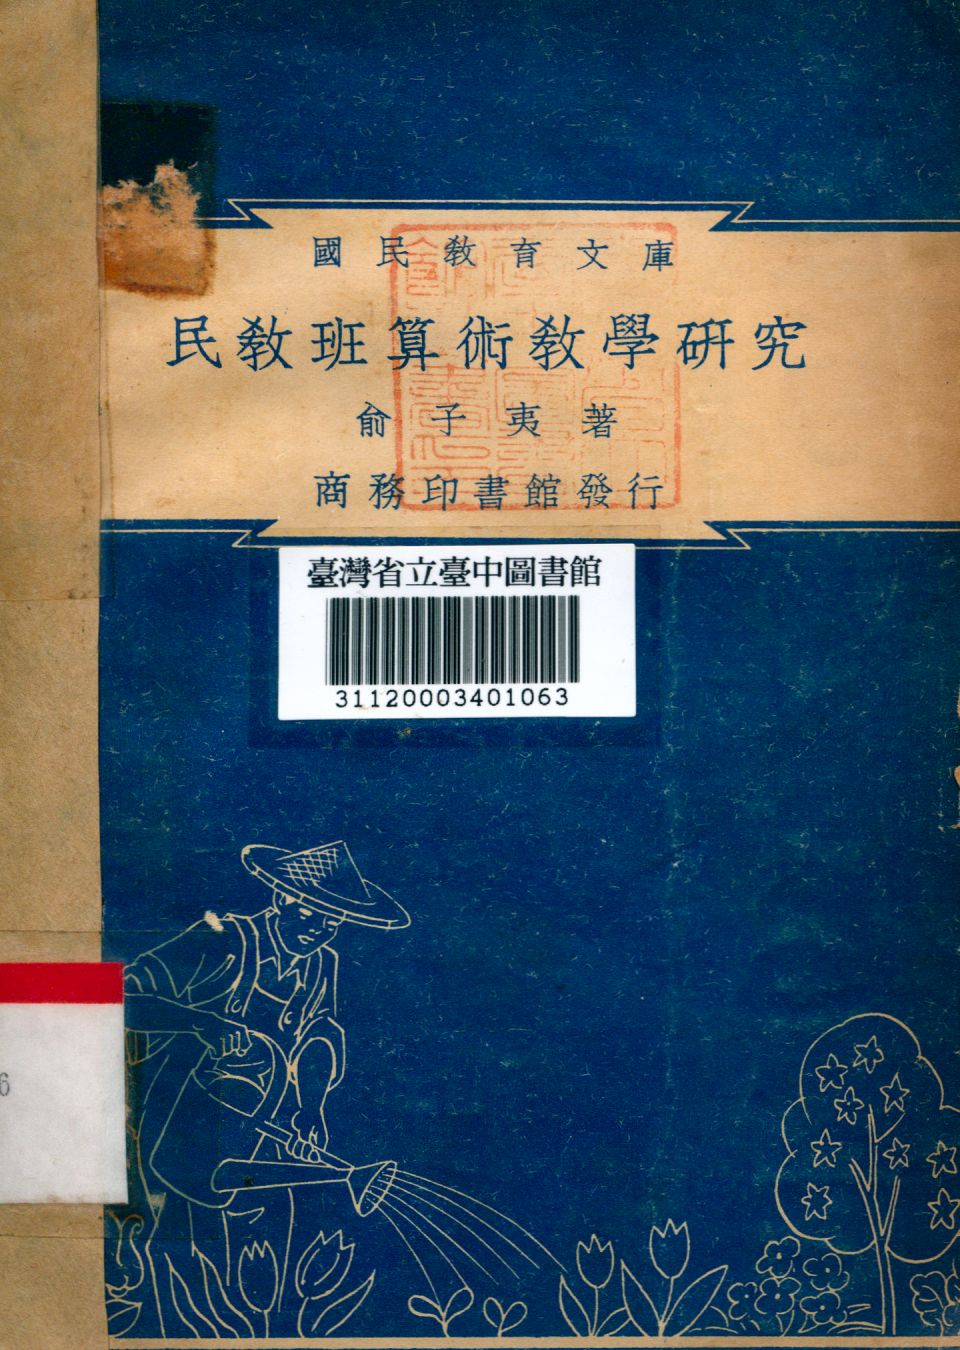 國民教育文庫
民教班算術教學研究
俞子夷著
商務印書館發行
臺灣省立臺中圖書館
31120003401063
6